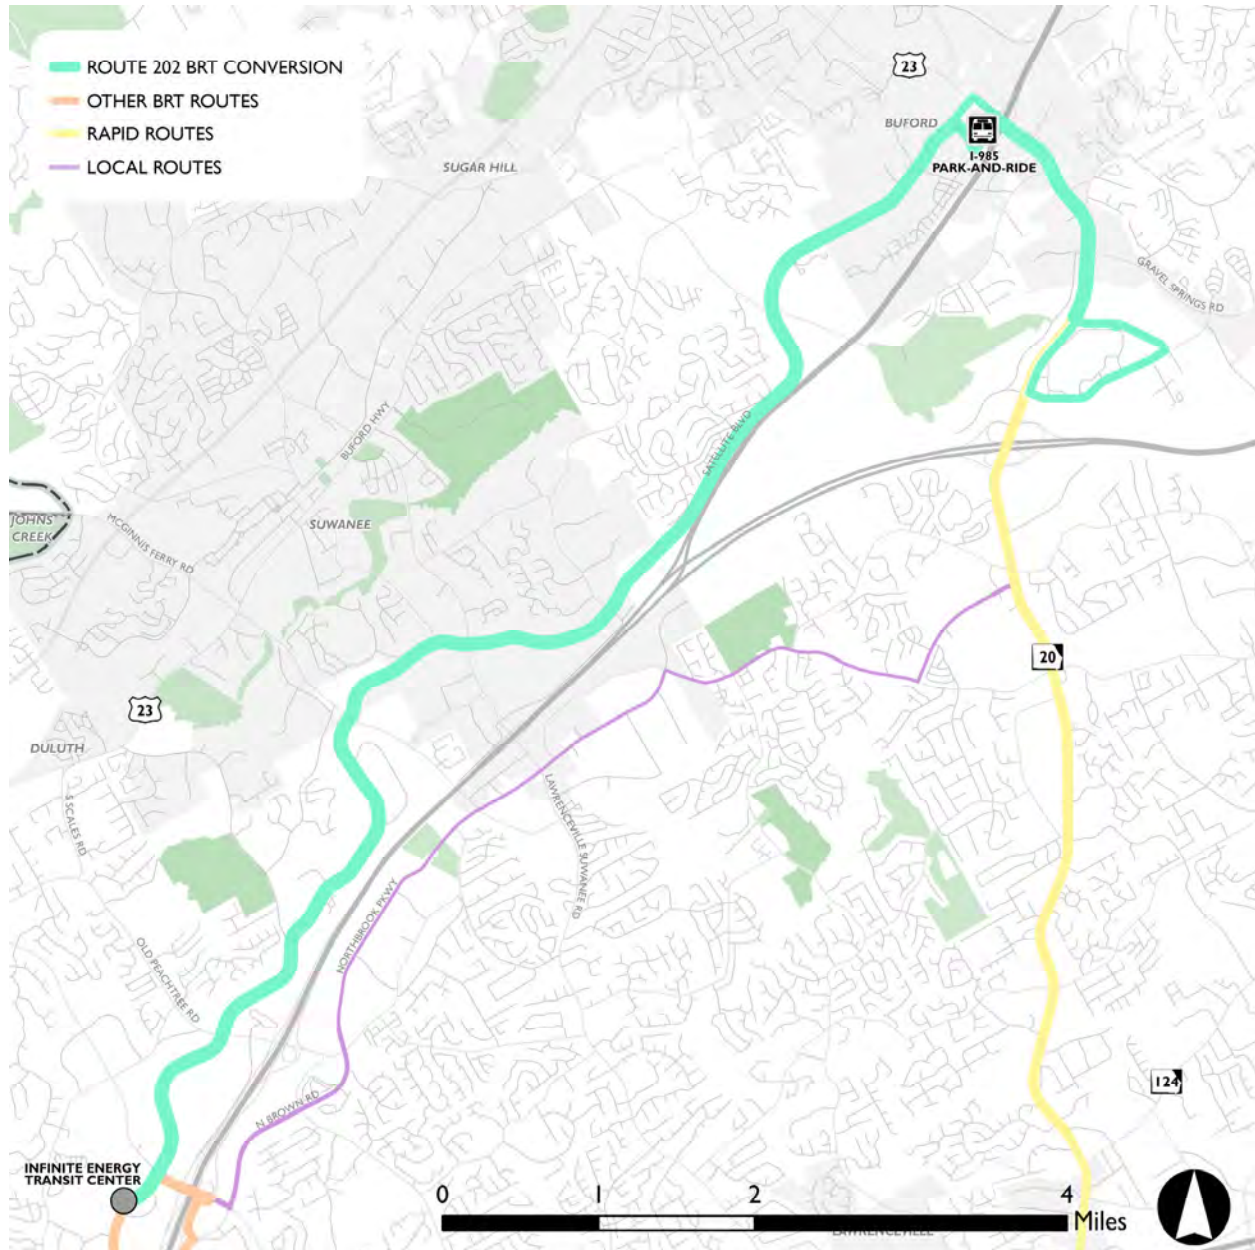 ROUTE 202 BRT CONVERSION
OTHER BRT ROUTES
RAPID ROUTES
LOCAL ROUTES
23
BUFORD
I-985
PARK-AND-RIDE
SUGAR HILL
GRAVEL SPRINGS RD
SATELLITE BLVD
BUFORD HWY
JOHNS
CREEK
MCGINNIS FERRY RD
SUWANEE
20
23
DULUTH
S SCALES RD
LAWRENCEVILLE SUWANEE RD
NORTHBROOK PKWY
OLD PEACHTREE RD
124
N BROWN RD
INFINITE ENERGY
TRANSIT CENTER
0 1 2 4
Miles
LAWRENCEVILLE